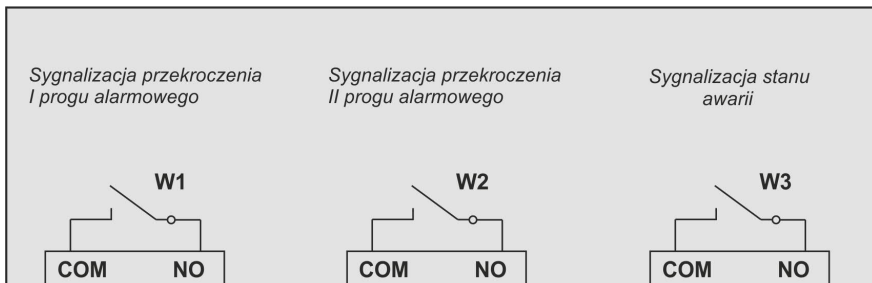 Sygnalizacja przekroczenia
I progu alarmowego
Sygnalizacja przekroczenia
II progu alarmowego
Sygnalizacja stanu
awarii
W1
W2
W3
COM NO
COM NO
COM NO